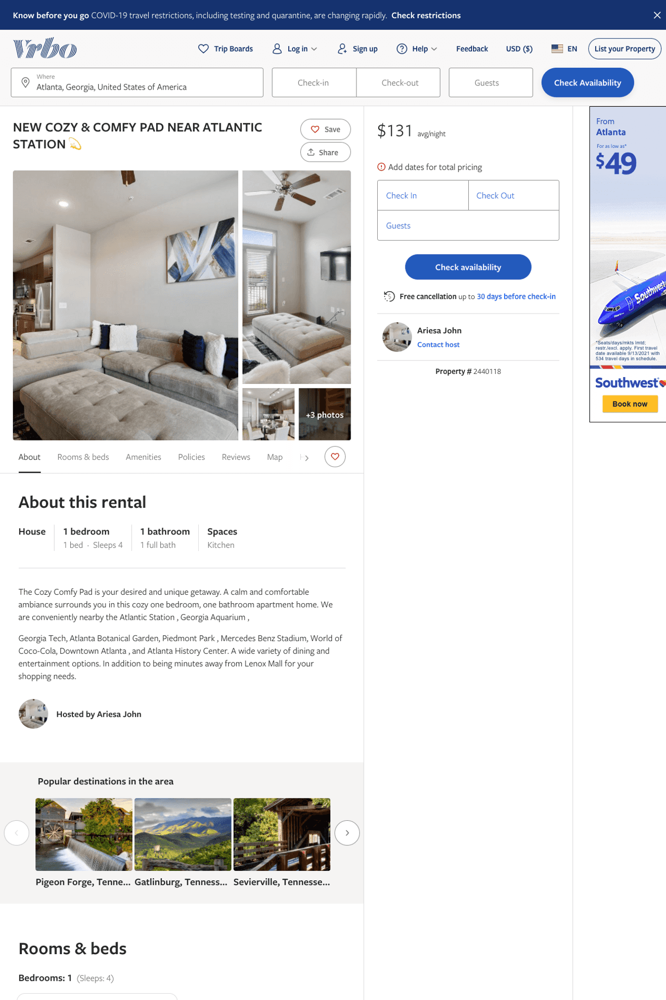 Know before you go COVID-19 travel restrictions, including testing and quarantine, are changing rapidly. Check restrictions
Vrbo
Trip Boards
Log in
Sign up
Help
Feedback
USD ($)
EN
List your Property
Where
Atlanta, Georgia, United States of America
Check-in
Check-out
Guests
Check Availability
NEW COZY & COMFY PAD NEAR ATLANTIC
STATION 💫
Save
Share
+3 photos
About
Rooms & beds
Amenities
Policies
Reviews
Map
H
About this rental
House
1 bedroom
1 bed · Sleeps 4
1 bathroom
1 full bath
Spaces
Kitchen
The Cozy Comfy Pad is your desired and unique getaway. A calm and comfortable
ambiance surrounds you in this cozy one bedroom, one bathroom apartment home. We
are conveniently nearby the Atlantic Station , Georgia Aquarium ,
Georgia Tech, Atlanta Botanical Garden, Piedmont Park , Mercedes Benz Stadium, World of
Coco-Cola, Downtown Atlanta , and Atlanta History Center. A wide variety of dining and
entertainment options. In addition to being minutes away from Lenox Mall for your
shopping needs.
Hosted by Ariesa John
Popular destinations in the area
Pigeon Forge, Tenne...
Gatlinburg, Tenness...
Sevierville, Tennesse...
Rooms & beds
Bedrooms: 1 (Sleeps: 4)
$131 avg/night
Add dates for total pricing
Check In
Check Out
Guests
Check availability
Free cancellation up to 30 days before check-in
Ariesa John
Contact host
Property # 2440118
From
Atlanta
For as low as*
$49
Southwest
*Seats/days/mkts lmtd;
restr./excl. apply. First travel
date available 9/13/2021 with
534 travel days in schedule.
Southwest
Book now